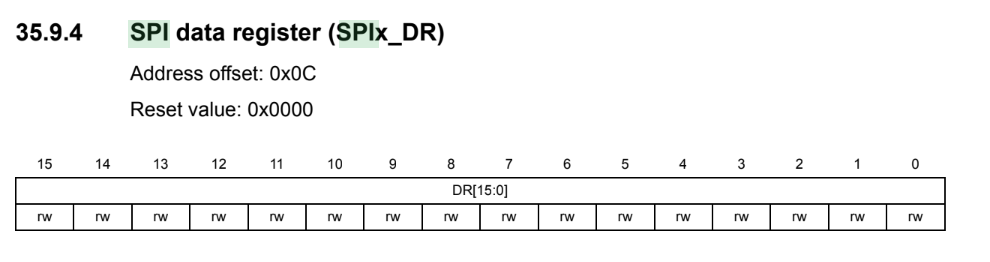 35.9.4 SPI data register (SPIx_DR)
Address offset: 0x0C
Reset value: 0x0000
15 14 13 12 11 10 9 8 7 6 5 4 3 2 1 0
DR[15:0]
rw rw rw rw rw rw rw rw rw rw rw rw rw rw rw rw